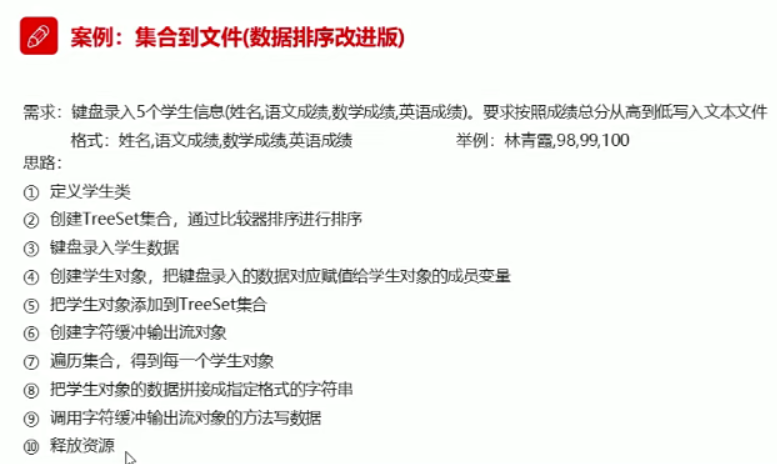 案例：集合到文件(数据排序改进版)
需求：键盘录入5个学生信息(姓名,语文成绩,数学成绩,英语成绩)。要求按照成绩总分从高到低写入文本文件
格式：姓名,语文成绩,数学成绩,英语成绩 举例：林青霞,98,99,100
思路：
① 定义学生类
② 创建TreeSet集合，通过比较器排序进行排序
③ 键盘录入学生数据
④ 创建学生对象，把键盘录入的数据对应赋值给学生对象的成员变量
⑤ 把学生对象添加到TreeSet集合
⑥ 创建字符缓冲输出流对象
⑦ 遍历集合，得到每一个学生对象
⑧ 把学生对象的数据拼接成指定格式的字符串
⑨ 调用字符缓冲输出流对象的方法写数据
⑩ 释放资源